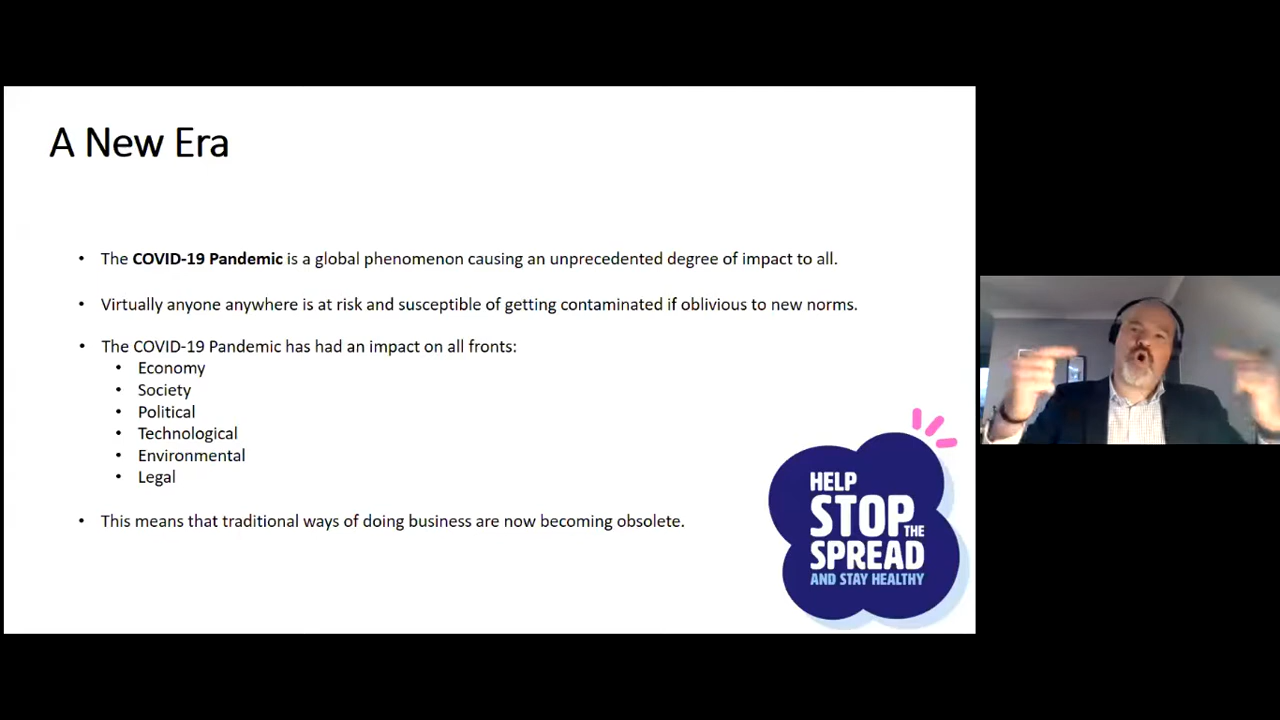 A New Era
• The COVID-19 Pandemic is a global phenomenon causing an unprecedented degree of impact to all.
• Virtually anyone anywhere is at risk and susceptible of getting contaminated if oblivious to new norms.
• The COVID-19 Pandemic has had an impact on all fronts:
• Economy
• Society
• Political
• Technological
• Environmental
• Legal
• This means that traditional ways of doing business are now becoming obsolete.
HELP
STOP THE
SPREAD
AND STAY HEALTHY